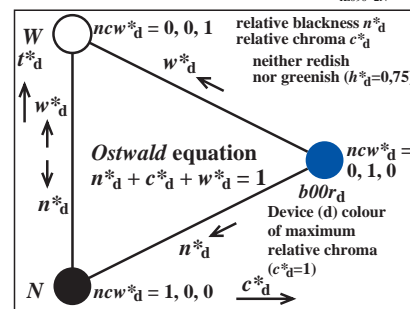 W
ncw*d = 0, 0, 1
relative blackness n*d
relative chroma c*d
t*d
w*d
neither redish
nor greenish (h*d=0,75)
w*d
Ostwald equation
n*d + c*d + w*d = 1
ncw*d =
0, 1, 0
b00rd
n*d
n*d
Device (d) colour
of maximum
relative chroma
(c*d=1)
N
ncw*d = 1, 0, 0
c*d